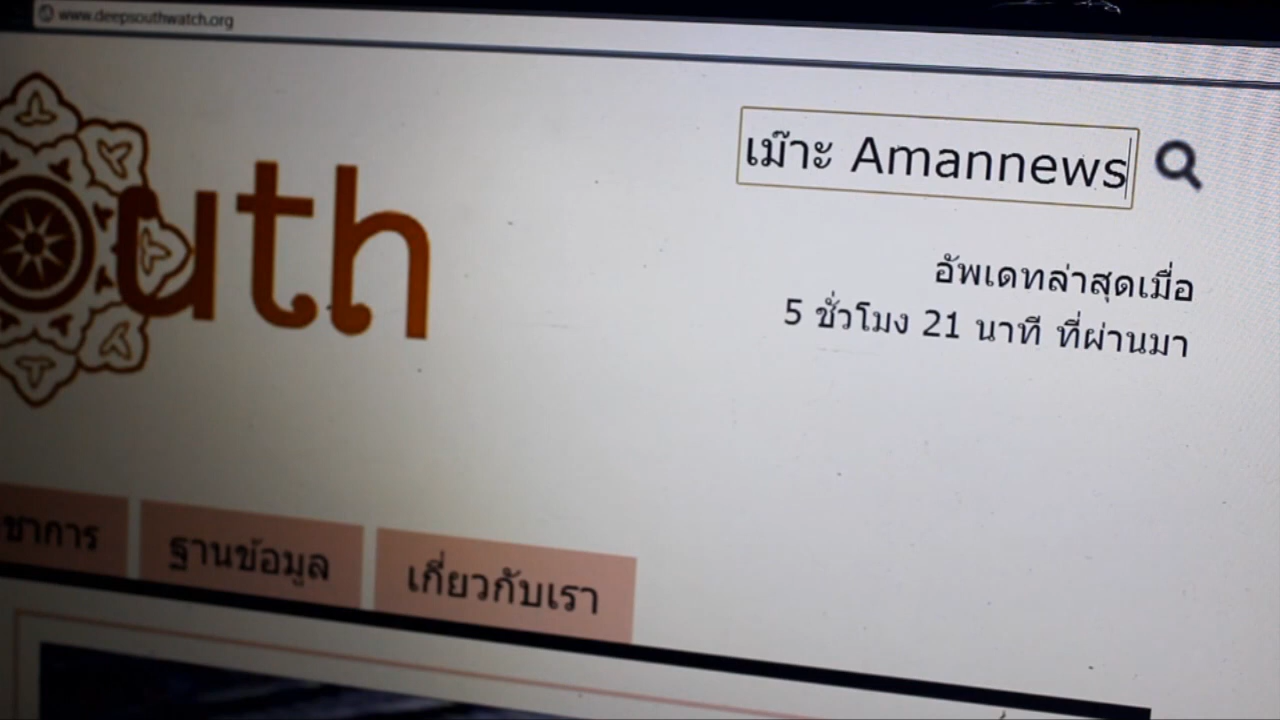 www.deepsouthwatch.org
outh
เม๊าะ Amannews
อัพเดทล่าสุดเมื่อ
5 ชั่วโมง 21 นาที ที่ผ่านมา
ชาการ
ฐานข้อมูล
เกี่ยวกับเรา